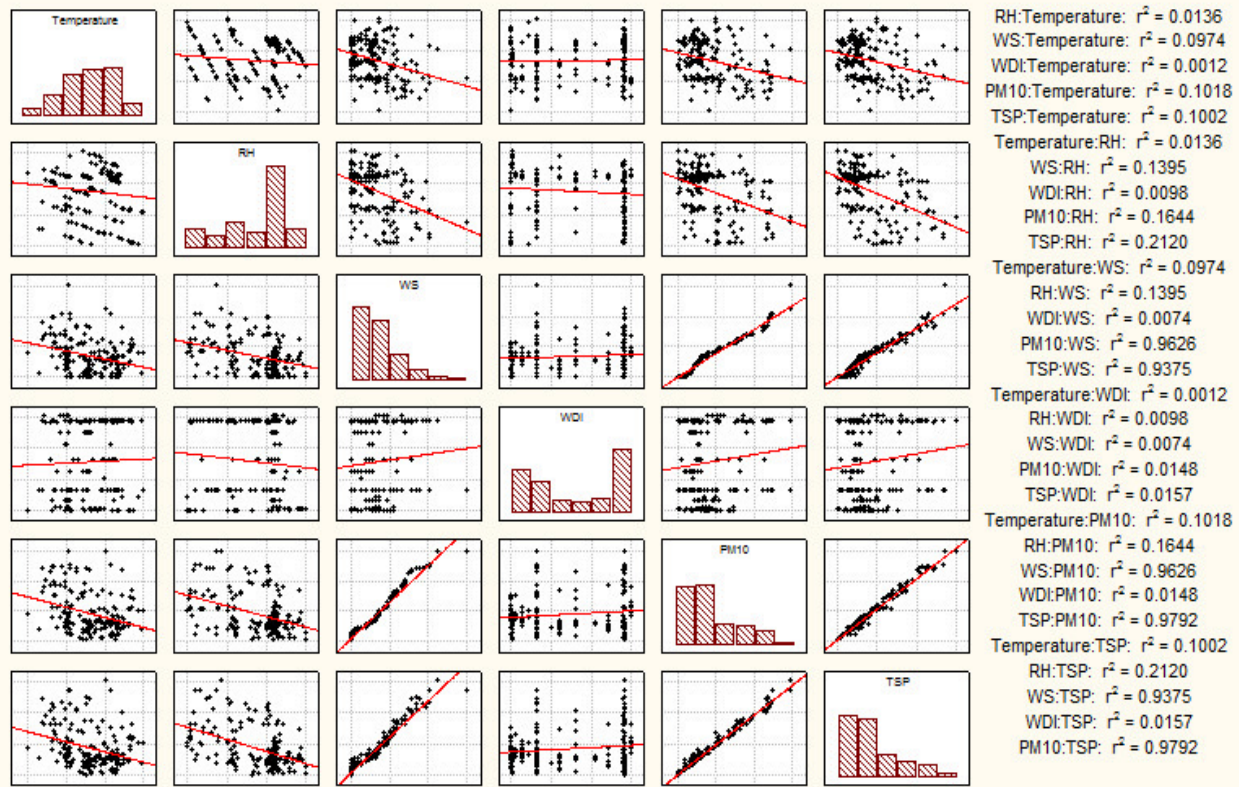 Temperature
RH
WS
WDI
PM10
TSP
RH:Temperature: r² = 0.0136
WS:Temperature: r² = 0.0974
WDI:Temperature: r² = 0.0012
PM10:Temperature: r² = 0.1018
TSP:Temperature: r² = 0.1002
Temperature:RH: r² = 0.0136
WS:RH: r² = 0.1395
WDI:RH: r² = 0.0098
PM10:RH: r² = 0.1644
TSP:RH: r² = 0.2120
Temperature:WS: r² = 0.0974
RH:WS: r² = 0.1395
WDI:WS: r² = 0.0074
PM10:WS: r² = 0.9626
TSP:WS: r² = 0.9375
Temperature:WDI: r² = 0.0012
RH:WDI: r² = 0.0098
WS:WDI: r² = 0.0074
PM10:WDI: r² = 0.0148
TSP:WDI: r² = 0.0157
Temperature:PM10: r² = 0.1018
RH:PM10: r² = 0.1644
WS:PM10: r² = 0.9626
WDI:PM10: r² = 0.0148
TSP:PM10: r² = 0.9792
Temperature:TSP: r² = 0.1002
RH:TSP: r² = 0.2120
WS:TSP: r² = 0.9375
WDI:TSP: r² = 0.0157
PM10:TSP: r² = 0.9792